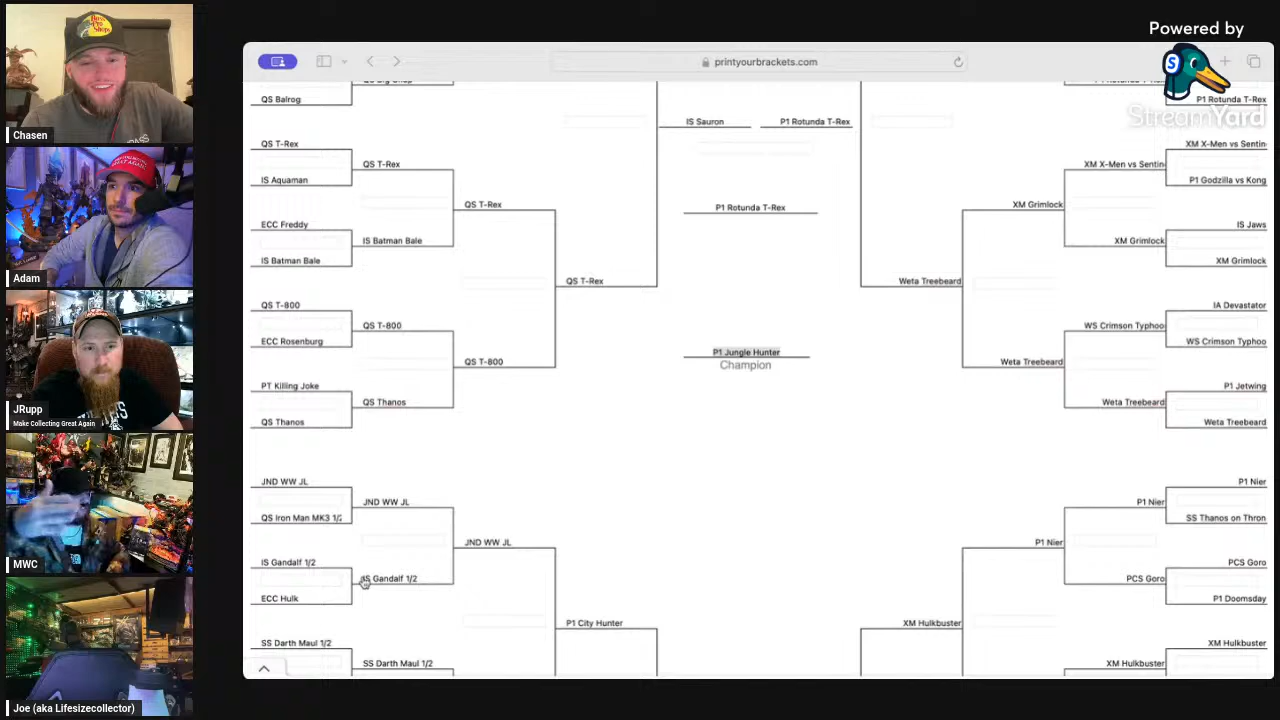 Bass Pro Shops
Chasen
Adam
JRupp
Make Collecting Great Again
MWC
Joe (aka Lifesizecollector)
Powered by
S
StreamYard
printyourbrackets.com
QS Balrog
QS T-Rex
IS Aquaman
QS T-Rex
ECC Freddy
IS Batman Bale
IS Batman Bale
QS T-Rex
QS T-800
ECC Rosenburg
QS T-800
PT Killing Joke
QS Thanos
QS Thanos
QS T-800
QS T-Rex
JND WW JL
QS Iron Man MK3 1/2
JND WW JL
IS Gandalf 1/2
ECC Hulk
IS Gandalf 1/2
JND WW JL
SS Darth Maul 1/2
SS Darth Maul 1/2
P1 City Hunter
IS Sauron
P1 Rotunda T-Rex
P1 Rotunda T-Rex
P1 Jungle Hunter
Champion
P1 Rotunda T-Rex
XM X-Men vs Sentin
P1 Godzilla vs Kong
XM X-Men vs Sentin
IS Jaws
XM Grimlock
XM Grimlock
XM Grimlock
IA Devastator
WS Crimson Typhoo
WS Crimson Typhoo
P1 Jetwing
Weta Treebeard
Weta Treebeard
Weta Treebeard
Weta Treebeard
P1 Nier
SS Thanos on Thron
P1 Nier
PCS Goro
P1 Doomsday
PCS Goro
P1 Nier
XM Hulkbuster
XM Hulkbuster
XM Hulkbuster